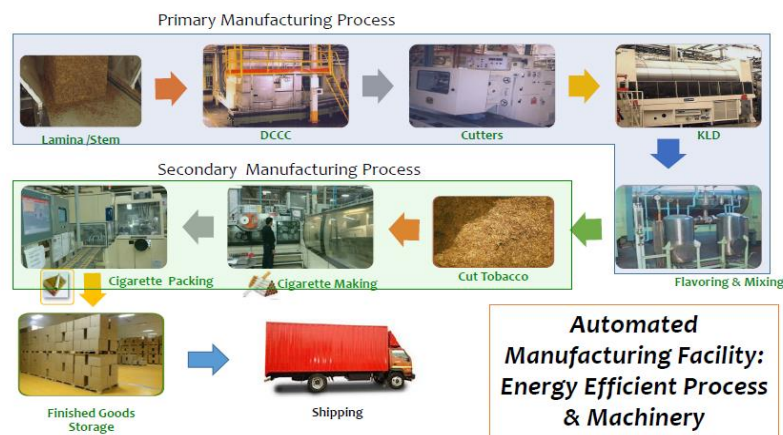 Primary Manufacturing Process
Lamina /Stem
DCCC
Cutters
KLD
Secondary Manufacturing Process
Cigarette Packing
Cigarette Making
Cut Tobacco
Flavoring & Mixing
Finished Goods
Storage
Shipping
Automated
Manufacturing Facility:
Energy Efficient Process
& Machinery